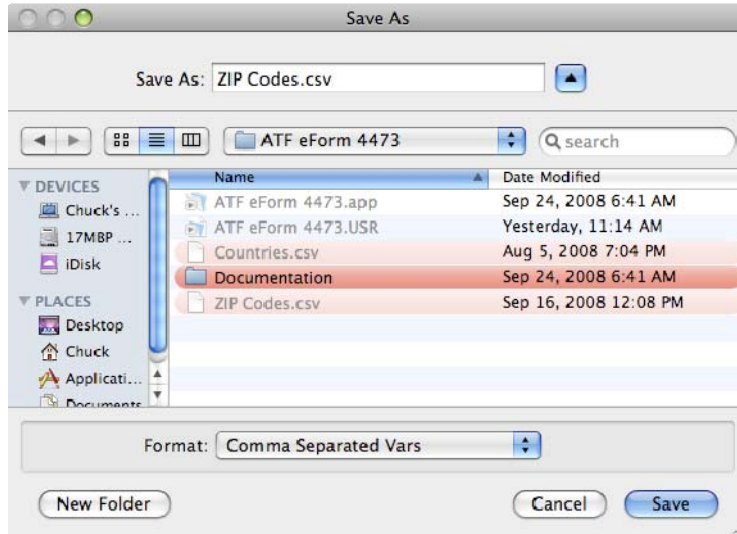 Save As
Save As: ZIP Codes.csv
ATF eForm 4473
search
Name Date Modified
ATF eForm 4473.app Sep 24, 2008 6:41 AM
ATF eForm 4473.USR Yesterday, 11:14 AM
Countries.csv Aug 5, 2008 7:04 PM
Documentation Sep 24, 2008 6:41 AM
ZIP Codes.csv Sep 16, 2008 12:08 PM
DEVICES
Chuck's ...
17MBP ...
iDisk
PLACES
Desktop
Chuck
Applicati...
Documents
Format: Comma Separated Vars
New Folder
Cancel
Save